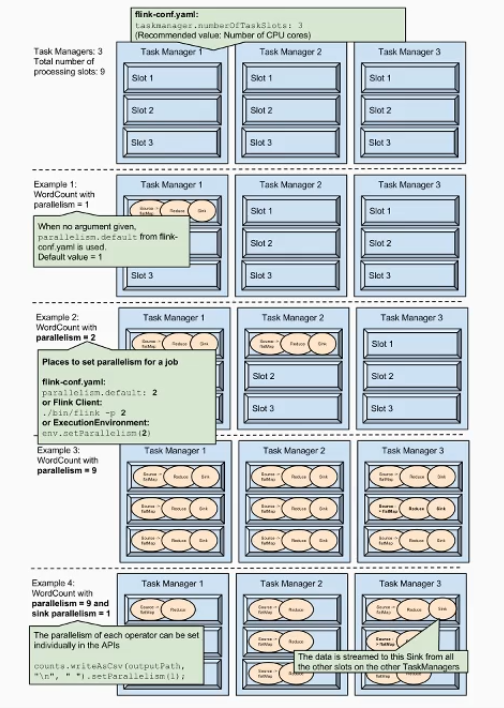 flink-conf.yaml:
taskmanager.numberOfTaskSlots: 3
(Recommended value: Number of CPU cores)
Task Managers: 3
Total number of
processing slots: 9
Task Manager 1
Task Manager 2
Task Manager 3
Slot 1
Slot 1
Slot 1
Slot 2
Slot 2
Slot 2
Slot 3
Slot 3
Slot 3
Example 1:
WordCount with
parallelism = 1
Task Manager 1
Task Manager 2
Task Manager 3
Source ->
flatMap
Reduce
Sink
Slot 1
Slot 1
When no argument given,
parallelism.default from flink-
conf.yaml is used.
Default value = 1
Slot 2
Slot 2
Slot 3
Slot 3
Slot 3
Example 2:
WordCount with
parallelism = 2
Task Manager 1
Task Manager 2
Task Manager 3
Source ->
flatMap
Reduce
Sink
Source ->
flatMap
Reduce
Sink
Slot 1
Places to set parallelism for a job
flink-conf.yaml:
parallelism.default: 2
or Flink Client:
./bin/flink -p 2
or ExecutionEnvironment:
env.setParallelism(2)
Slot 2
Slot 2
Slot 3
Slot 3
Example 3:
WordCount with
parallelism = 9
Task Manager 1
Task Manager 2
Task Manager 3
Source ->
flatMap
Reduce
Sink
Source ->
flatMap
Reduce
Sink
Source ->
flatMap
Reduce
Sink
Source ->
flatMap
Reduce
Sink
Source ->
flatMap
Reduce
Sink
Source
-> flatMap
Reduce
Sink
Source ->
flatMap
Reduce
Sink
Source ->
flatMap
Reduce
Sink
Source ->
flatMap
Reduce
Sink
Example 4:
WordCount with
parallelism = 9 and
sink parallelism = 1
Task Manager 1
Task Manager 2
Task Manager 3
Source ->
flatMap
Reduce
Source ->
flatMap
Reduce
Source ->
flatMap
Reduce
Sink
The parallelism of each operator can be set
individually in the APIs
counts.writeAsCsv(outputPath,
"\n", " ").setParallelism(1);
Source ->
flatMap
Reduce
The data is streamed to this Sink from all
the other slots on the other TaskManagers